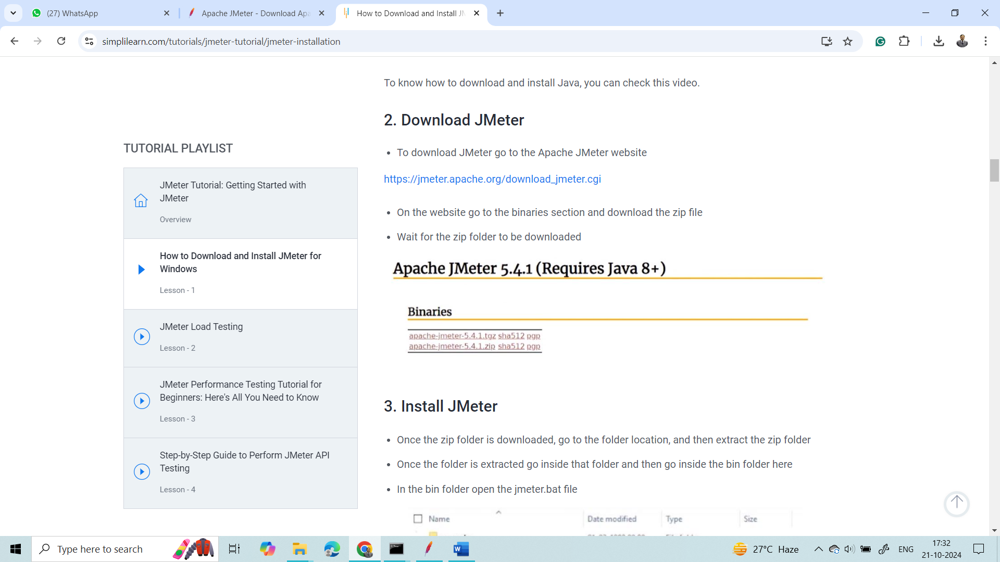 (27) WhatsApp
Apache JMeter - Download Apa
How to Download and Install JM
simplilearn.com/tutorials/jmeter-tutorial/jmeter-installation
To know how to download and install Java, you can check this video.
2. Download JMeter
• To download JMeter go to the Apache JMeter website
https://jmeter.apache.org/download_jmeter.cgi
• On the website go to the binaries section and download the zip file
• Wait for the zip folder to be downloaded
Apache JMeter 5.4.1 (Requires Java 8+)
Binaries
apache-jmeter-5.4.1.tgz sha512 pgp
apache-jmeter-5.4.1.zip sha512 pgp
3. Install JMeter
• Once the zip folder is downloaded, go to the folder location, and then extract the zip folder
• Once the folder is extracted go inside that folder and then go inside the bin folder here
• In the bin folder open the jmeter.bat file
Name Date modified Type Size
TUTORIAL PLAYLIST
JMeter Tutorial: Getting Started with
JMeter
Overview
How to Download and Install JMeter for
Windows
Lesson - 1
JMeter Load Testing
Lesson - 2
JMeter Performance Testing Tutorial for
Beginners: Here's All You Need to Know
Lesson - 3
Step-by-Step Guide to Perform JMeter API
Testing
Lesson - 4
Type here to search
27°C Haze
ENG
17:32
21-10-2024